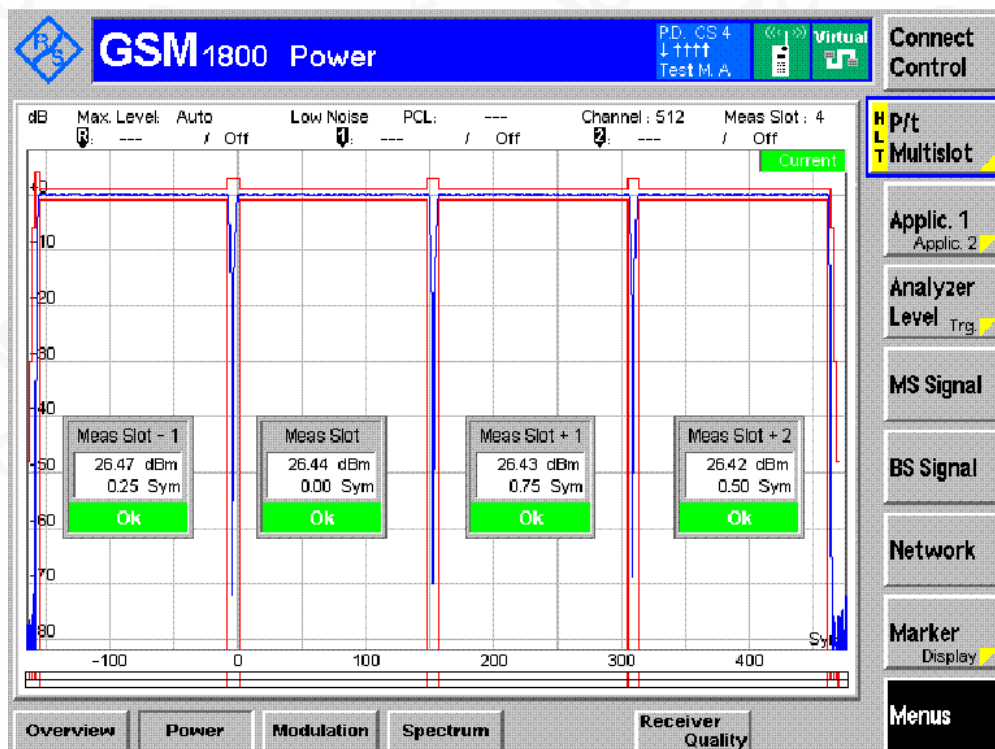 R/S
GSM 1800 Power
P.D. CS 4
↓↑↑↑↑
Test M. A
Virtual
Connect
Control
dB Max. Level: Auto Low Noise PCL: --- Channel : 512 Meas Slot : 4
R: --- / Off 1: --- / Off 2: --- / Off
Current
HLT
P/t
Multislot
Applic. 1
Applic. 2
Analyzer
Level Trg.
MS Signal
BS Signal
Network
Marker
Display
Menus
+0
-10
-20
-30
-40
-50
-60
-70
-80
Meas Slot - 1
26.47 dBm
0.25 Sym
Ok
Meas Slot
26.44 dBm
0.00 Sym
Ok
Meas Slot + 1
26.43 dBm
0.75 Sym
Ok
Meas Slot + 2
26.42 dBm
0.50 Sym
Ok
-100 0 100 200 300 400
Overview Power Modulation Spectrum Receiver
Quality